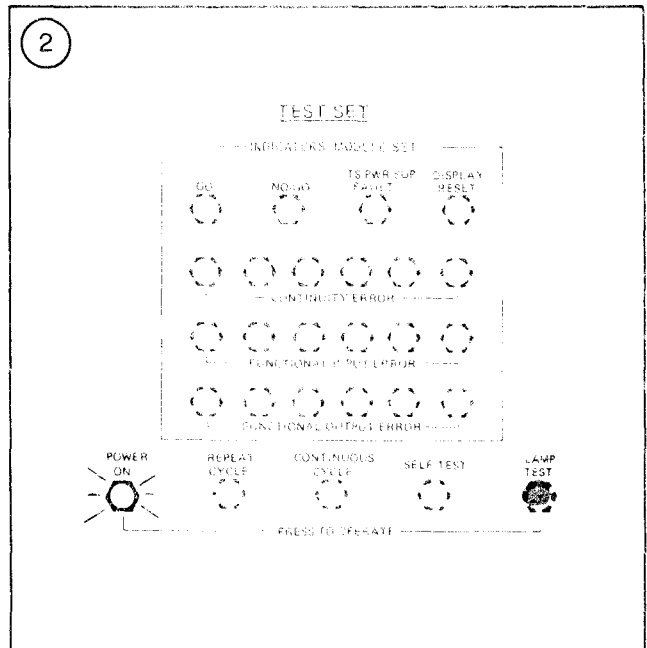 2
TEST SET
INDICATORS MODULE SET
GO NO-GO TS PWR SUP FAULT DISPLAY RESET
CONTINUITY ERROR
FUNCTIONAL INPUT ERROR
FUNCTIONAL OUTPUT ERROR
POWER ON REPEAT CYCLE CONTINUOUS CYCLE SELF TEST LAMP TEST
PRESS TO OPERATE